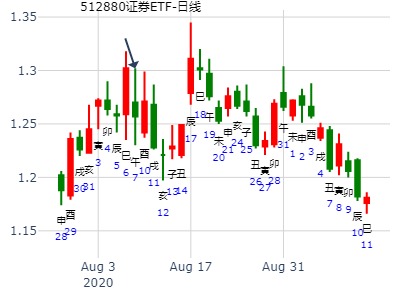 512880证券ETF-日线
1.35
1.3
1.25
1.2
1.15
申
28
酉
29
戌
30
亥
31
寅
3
卯
4
辰
5
巳
6
午
7
酉
10
戌
11
亥
12
子
13
丑
14
辰
17
巳
18
午
19
未
20
申
21
亥
24
子
25
丑
26
寅
27
卯
28
午
31
未
1
申
2
酉
3
戌
4
丑
7
寅
8
卯
9
辰
10
巳
11
Aug 3
2020
Aug 17
Aug 31